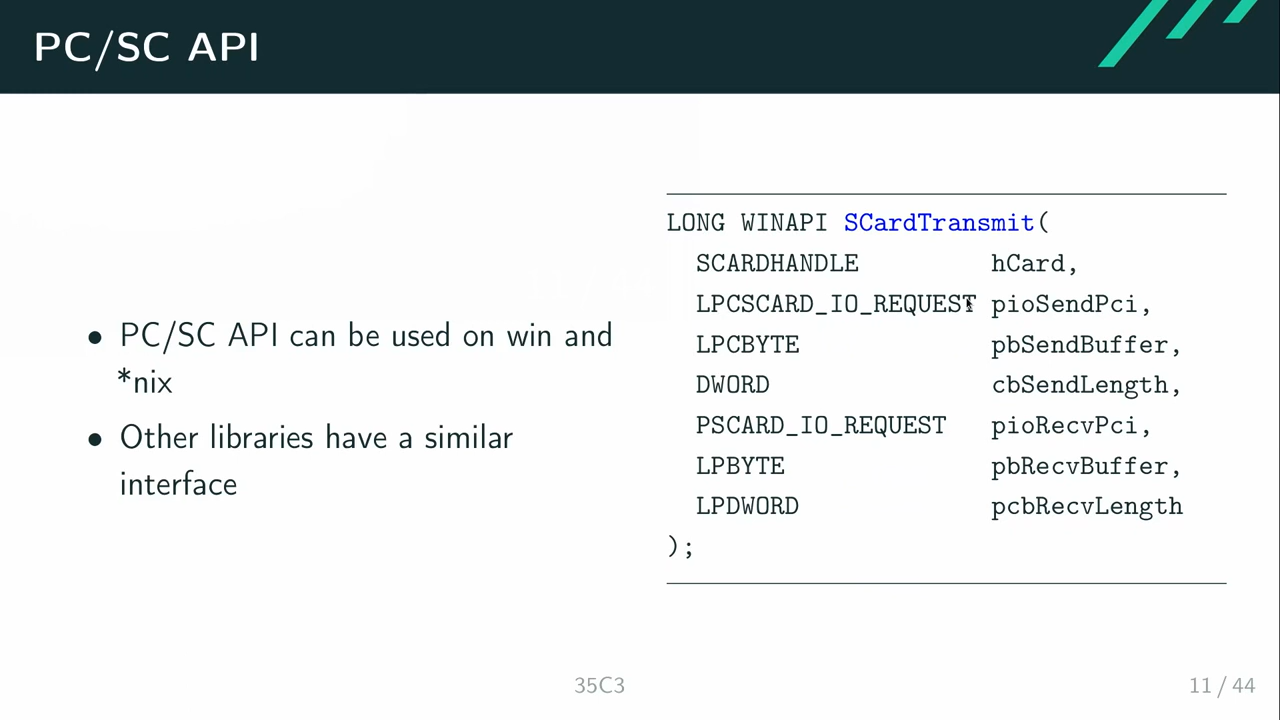 PC/SC API
• PC/SC API can be used on win and
*nix
• Other libraries have a similar
interface
LONG WINAPI SCardTransmit(
  SCARDHANDLE         hCard,
  LPCSCARD_IO_REQUEST pioSendPci,
  LPCBYTE             pbSendBuffer,
  DWORD               cbSendLength,
  PSCARD_IO_REQUEST   pioRecvPci,
  LPBYTE              pbRecvBuffer,
  LPDWORD             pcbRecvLength
);
35C3
11 / 44